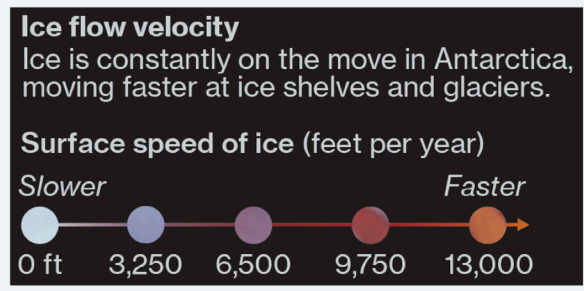 Ice flow velocity
Ice is constantly on the move in Antarctica,
moving faster at ice shelves and glaciers.
Surface speed of ice (feet per year)
Slower Faster
0 ft 3,250 6,500 9,750 13,000